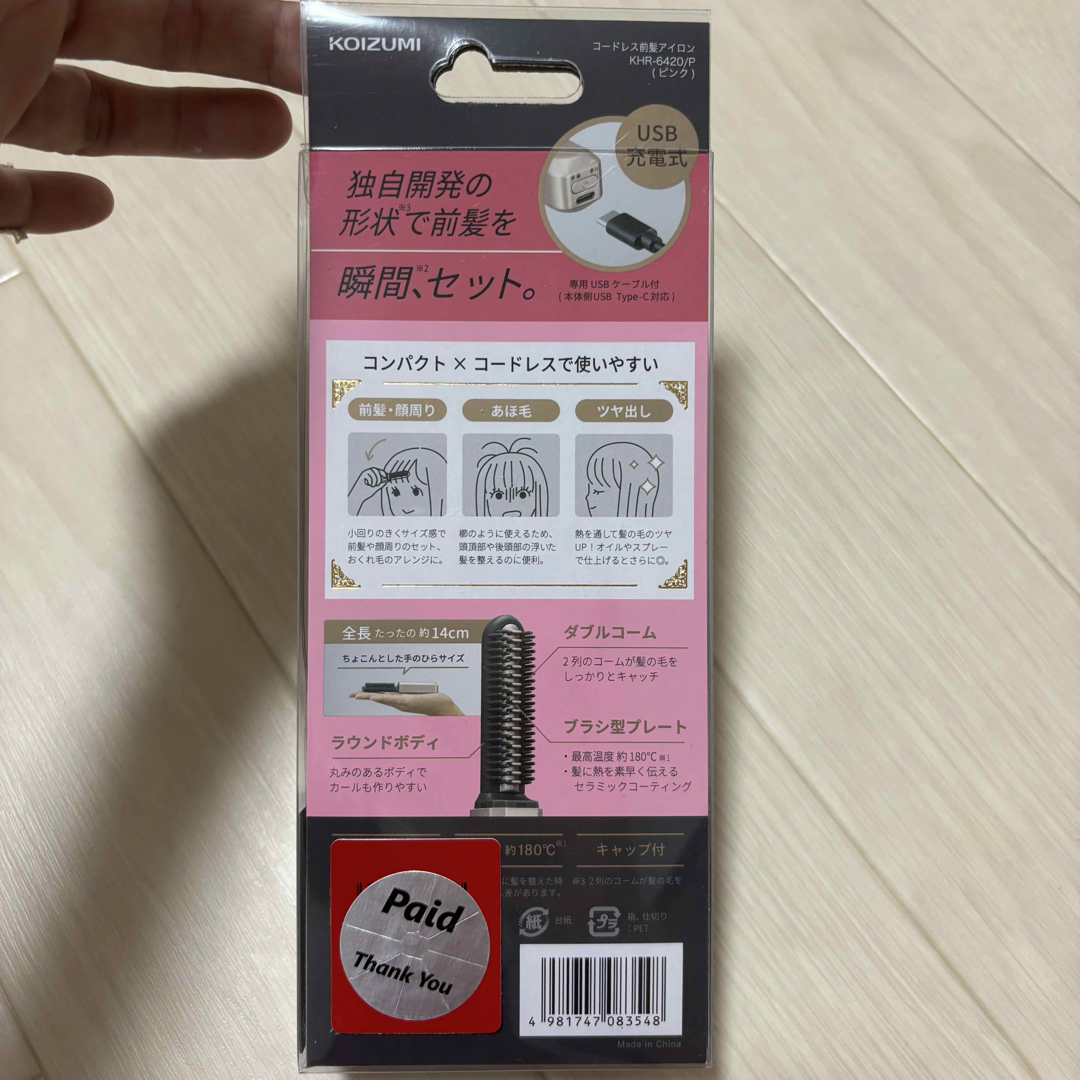 KOIZUMI
コードレス前髪アイロン
KHR-6420/P
(ピンク)
USB
充電式
独自開発の
形状※3で前髪を
瞬間、※2セット。
専用USBケーブル付
(本体側USB Type-C対応)
コンパクト×コードレスで使いやすい
前髪・顔周り
あほ毛
ツヤ出し
小回りのきくサイズ感で
前髪や顔周りのセット、
おくれ毛のアレンジに。
櫛のように使えるため、
頭頂部や後頭部の浮いた
髪を整えるのに便利。
熱を通して髪の毛のツヤ
UP!オイルやスプレー
で仕上げるとさらに◎。
全長たったの約14cm
ちょこんとした手のひらサイズ
ダブルコーム
2列のコームが髪の毛を
しっかりとキャッチ
ラウンドボディ
丸みのあるボディで
カールも作りやすい
ブラシ型プレート
・最高温度 約180℃※1
・髪に熱を素早く伝える
セラミックコーティング
約180℃※1
キャップ付
に髪を整えた時 ※3 2列のコームが髪の毛を
差があります。
紙
台紙
プラ
箱、仕切り
:PET
Paid
Thank You
4 981747 083548
Made in China